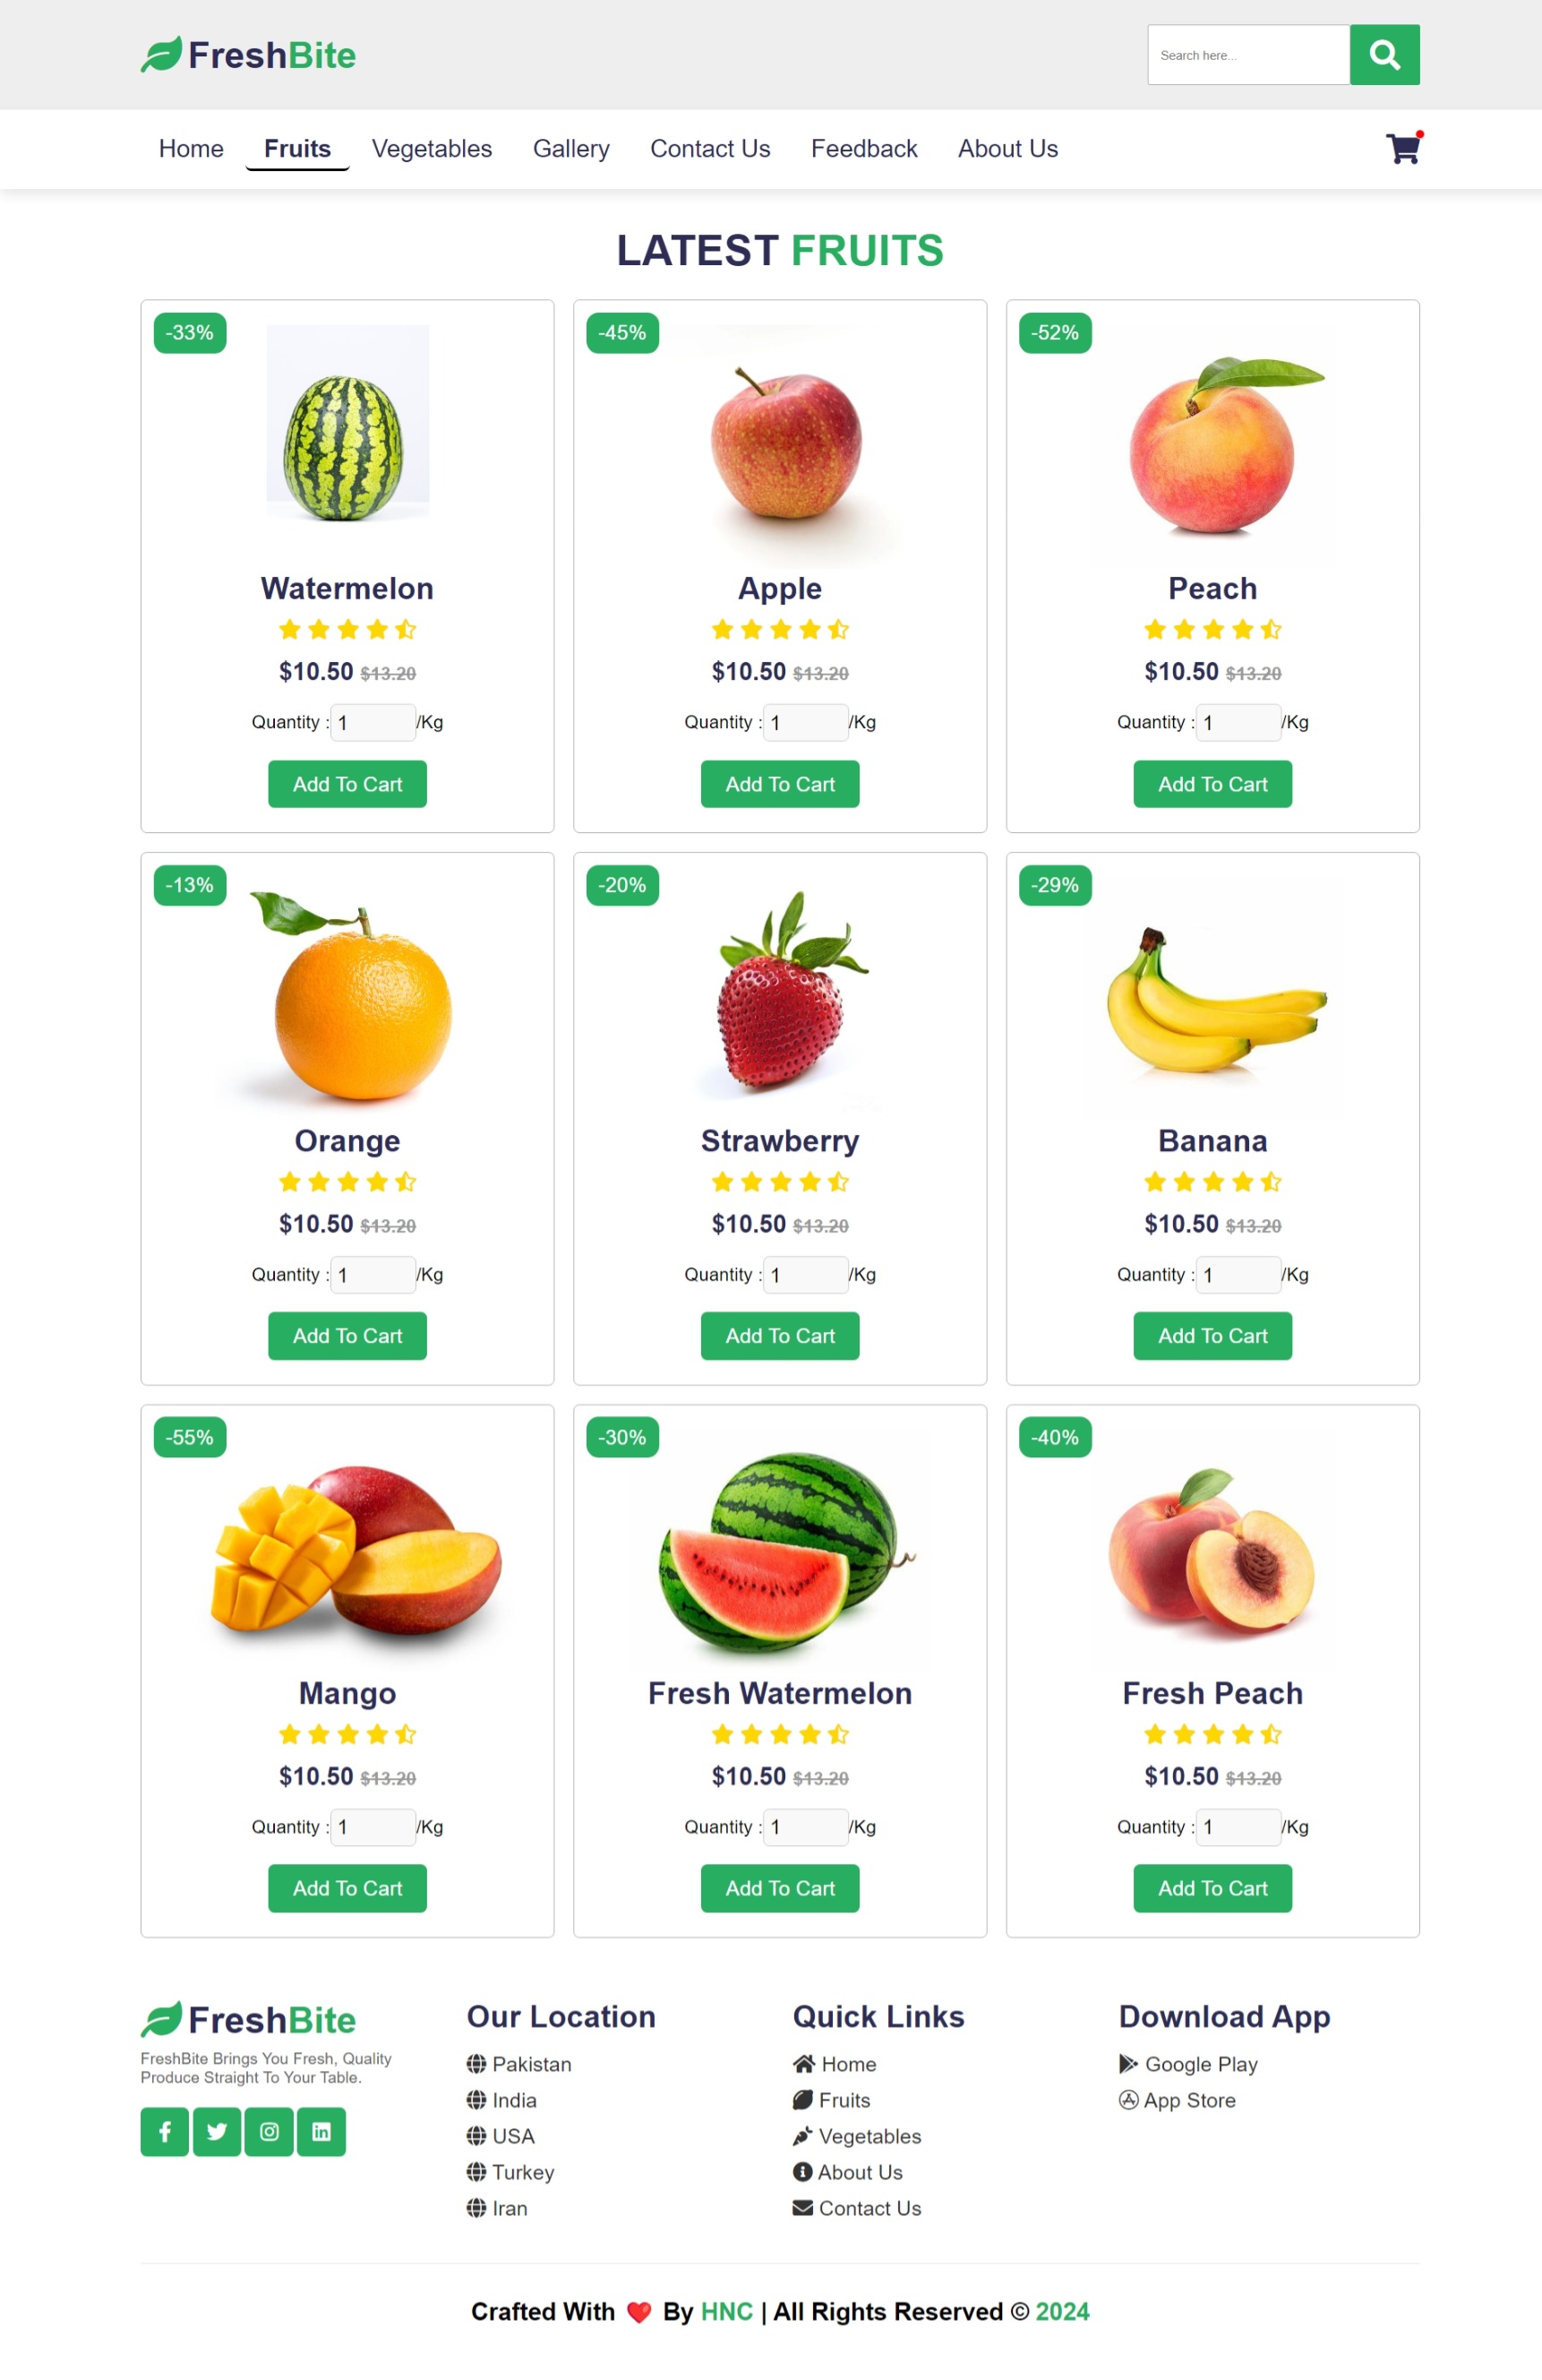 FreshBite
Search here...
Home Fruits Vegetables Gallery Contact Us Feedback About Us
LATEST FRUITS
-33%
Watermelon
$10.50 $13.20
Quantity : 1 /Kg
Add To Cart
-45%
Apple
$10.50 $13.20
Quantity : 1 /Kg
Add To Cart
-52%
Peach
$10.50 $13.20
Quantity : 1 /Kg
Add To Cart
-13%
Orange
$10.50 $13.20
Quantity : 1 /Kg
Add To Cart
-20%
Strawberry
$10.50 $13.20
Quantity : 1 /Kg
Add To Cart
-29%
Banana
$10.50 $13.20
Quantity : 1 /Kg
Add To Cart
-55%
Mango
$10.50 $13.20
Quantity : 1 /Kg
Add To Cart
-30%
Fresh Watermelon
$10.50 $13.20
Quantity : 1 /Kg
Add To Cart
-40%
Fresh Peach
$10.50 $13.20
Quantity : 1 /Kg
Add To Cart
FreshBite
FreshBite Brings You Fresh, Quality
Produce Straight To Your Table.
Our Location
Pakistan
India
USA
Turkey
Iran
Quick Links
Home
Fruits
Vegetables
About Us
Contact Us
Download App
Google Play
App Store
Crafted With ❤️ By HNC | All Rights Reserved © 2024